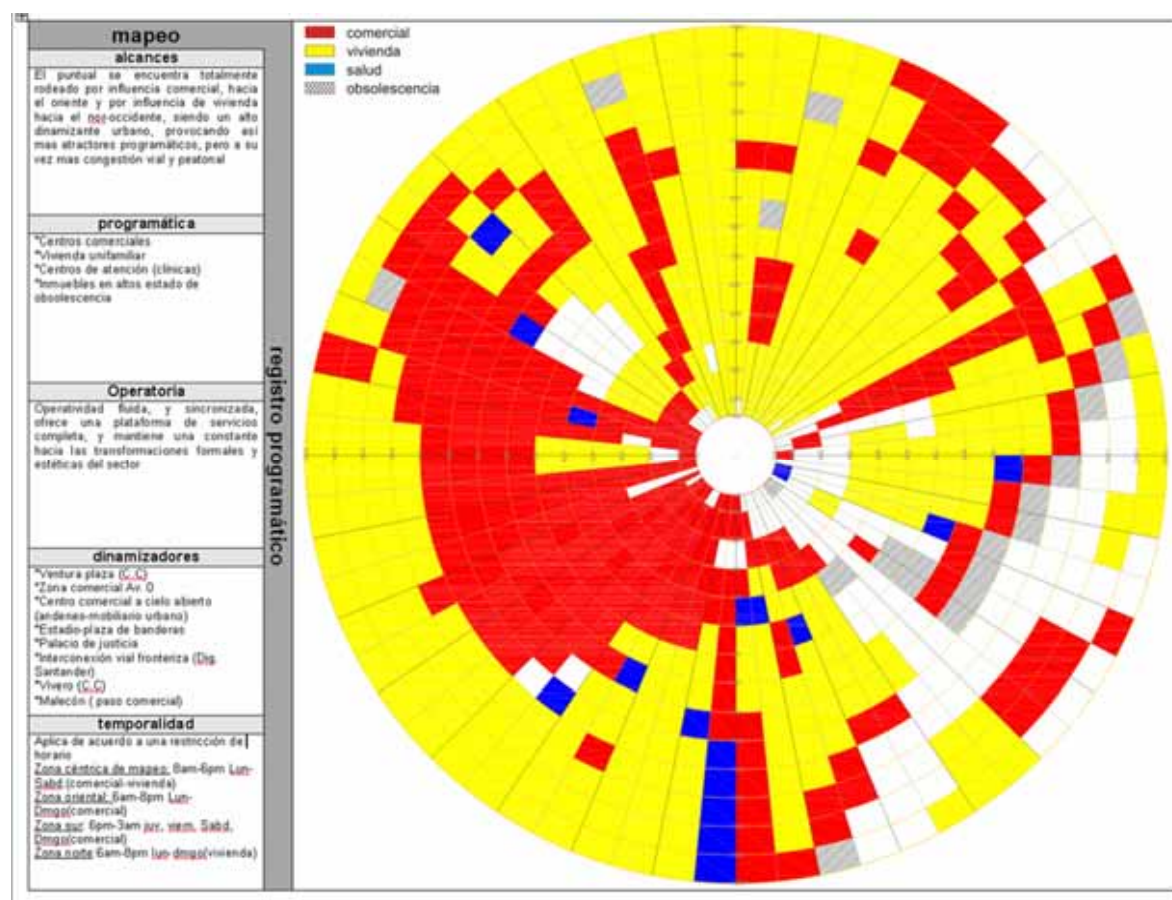 mapeo
alcances
El puntual se encuentra totalmente
rodeado por influencia comercial, hacia
el oriente y por influencia de vivienda
hacia el nor-occidente, siendo un alto
dinamizante urbano, provocando asi
mas atractores programáticos, pero a su
vez mas congestión vial y peatonal
programática
*Centros comerciales
*Vivienda unifamiliar
*Centros de atención (clínicas)
*Inmuebles en altos estado de
obsolescencia
Operatoria
Operatividad fluida, y sincronizada,
ofrece una plataforma de servicios
completa, y mantiene una constante
hacia las transformaciones formales y
estéticas del sector
dinamizadores
*Ventura plaza (C.C)
*Zona comercial Av. 0
*Centro comercial a cielo abierto
(andenes-mobiliario urbano)
*Estadio-plaza de banderas
*Palacio de justicia
*Interconexión vial fronteriza (Dig.
Santander)
*Vivero (C.C)
*Malecón ( paso comercial)
temporalidad
Aplica de acuerdo a una restricción de
horario
Zona céntrica de mapeo: 8am-6pm Lun-
Sabd.(comercial-vivienda)
Zona oriental: 6am-8pm Lun-
Dmgo(comercial)
Zona sur: 6pm-3am juv, viern, Sabd,
Dmgo(comercial)
Zona norte 6am-8pm lun-dmgo(vivienda)
registro programático
comercial
vivienda
salud
obsolescencia